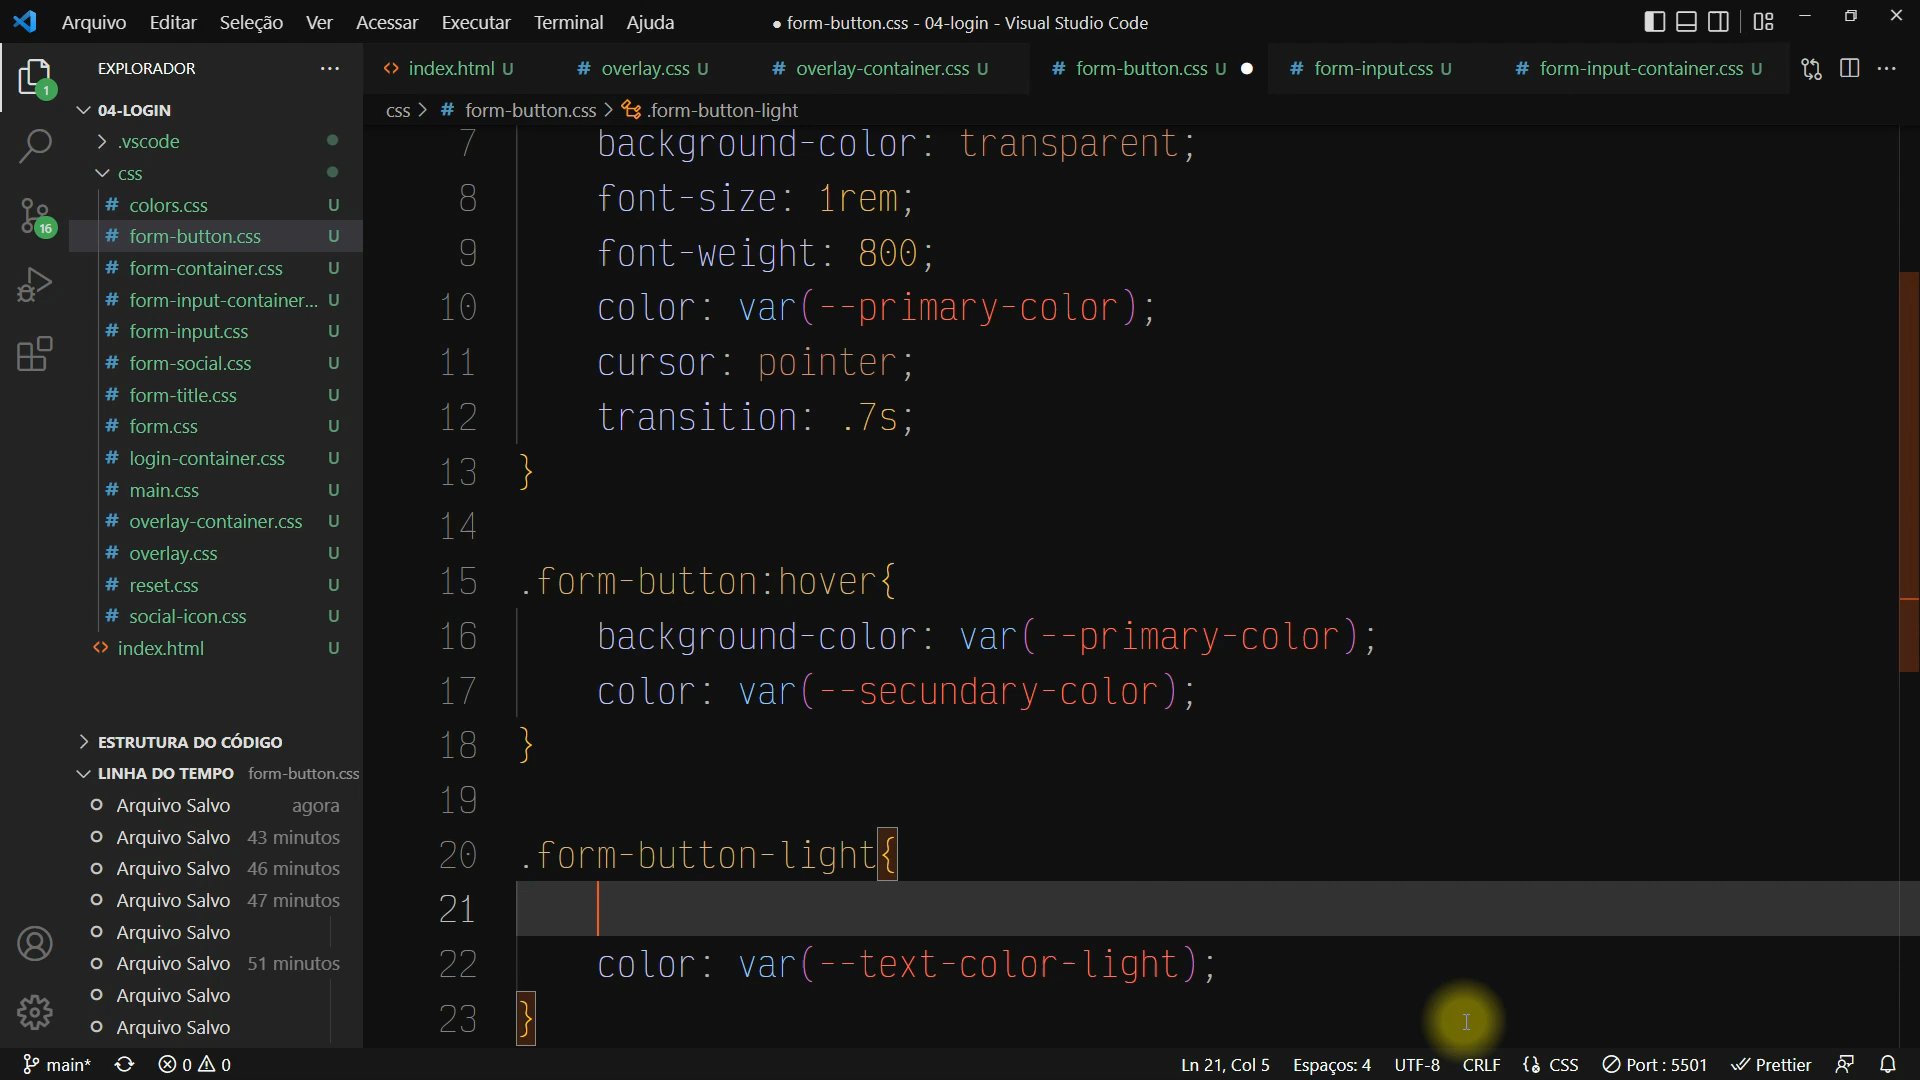 Arquivo Editar Seleção Ver Acessar Executar Terminal Ajuda
● form-button.css - 04-login - Visual Studio Code
EXPLORADOR ···
index.html U
# overlay.css U
# overlay-container.css U
# form-button.css U ●
# form-input.css U
# form-input-container.css U
css > # form-button.css > .form-button-light
1
16
04-LOGIN
.vscode
css
# colors.css U
# form-button.css U
# form-container.css U
# form-input-container... U
# form-input.css U
# form-social.css U
# form-title.css U
# form.css U
# login-container.css U
# main.css U
# overlay-container.css U
# overlay.css U
# reset.css U
# social-icon.css U
<> index.html U
ESTRUTURA DO CÓDIGO
LINHA DO TEMPO form-button.css
Arquivo Salvo agora
Arquivo Salvo 43 minutos
Arquivo Salvo 46 minutos
Arquivo Salvo 47 minutos
Arquivo Salvo
Arquivo Salvo 51 minutos
Arquivo Salvo
Arquivo Salvo
7 background-color: transparent;
8 font-size: 1rem;
9 font-weight: 800;
10 color: var(--primary-color);
11 cursor: pointer;
12 transition: .7s;
13 }
14
15 .form-button:hover{
16 background-color: var(--primary-color);
17 color: var(--secundary-color);
18 }
19
20 .form-button-light{
21
22 color: var(--text-color-light);
23 }
main* 0 0 Ln 21, Col 5 Espaços: 4 UTF-8 CRLF {} CSS Port : 5501 Prettier